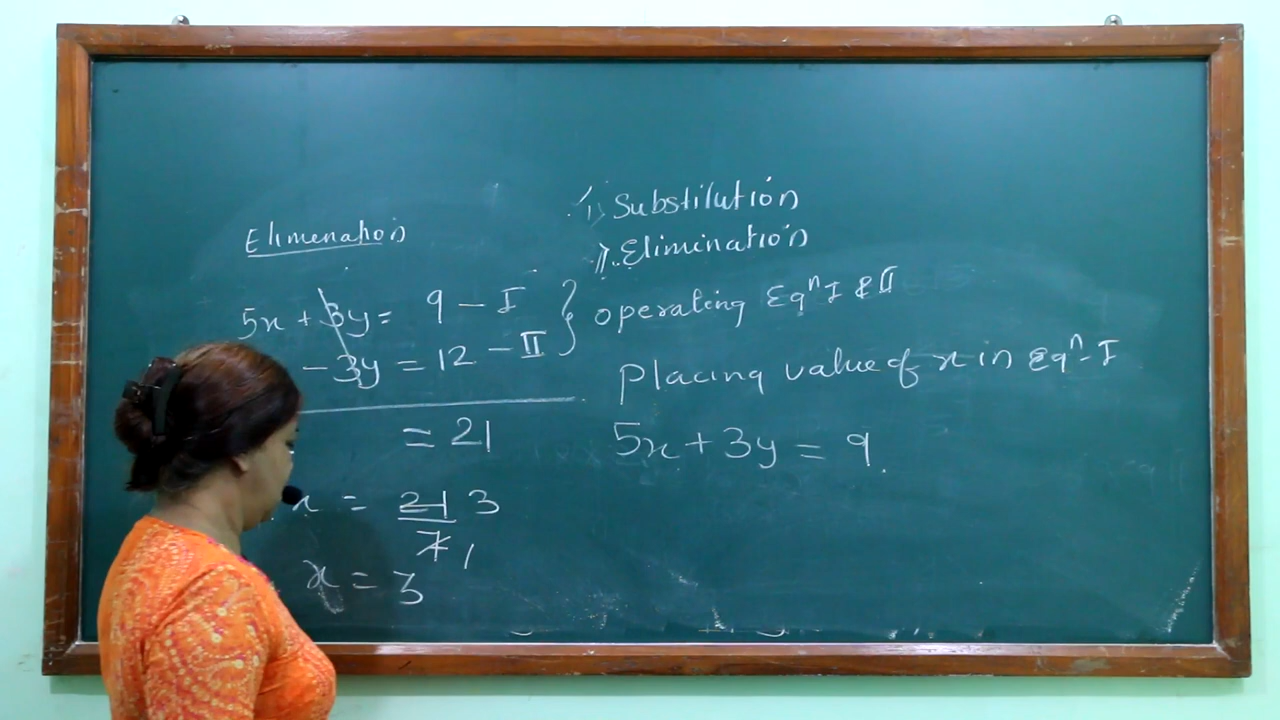 Elimenation
5x + 3y = 9 - I
- 3y = 12 - II
= 21
x = 21 3
7 1
x = 3
1) Substilution
II. Elimination
operating Eqⁿ I & II
Placing value of x in Eqⁿ - I
5x + 3y = 9